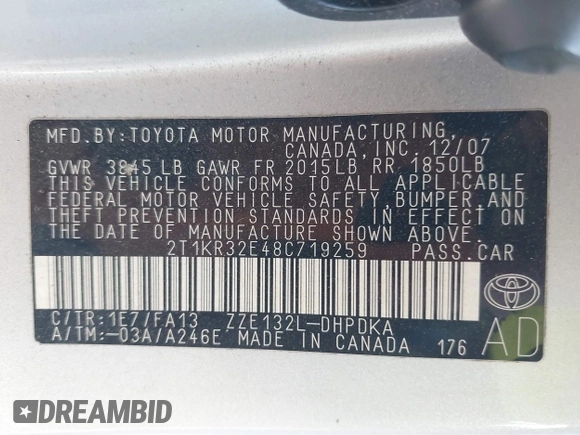 MFD.BY:TOYOTA MOTOR MANUFACTURING,
CANADA, INC. 12/07
GVWR 3845 LB GAWR FR 2015LB RR 1850LB
THIS VEHICLE CONFORMS TO ALL APPLICABLE
FEDERAL MOTOR VEHICLE SAFETY, BUMPER, AND
THEFT PREVENTION STANDARDS IN EFFECT ON
THE DATE OF MANUFACTURE SHOWN ABOVE.
2T1KR32E48C719259 PASS.CAR
C/TR:1E7/FA13 ZZE132L-DHPDKA
A/TM:-03A/A246E MADE IN CANADA 176
TOYOTA
AD
DREAMBID